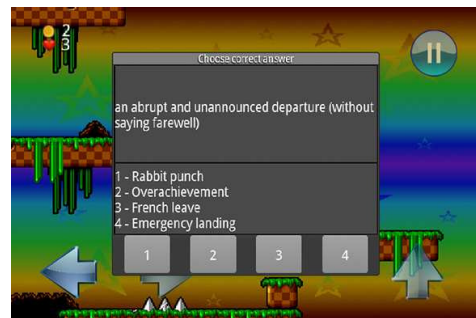 2
3
Choose correct answer
an abrupt and unannounced departure (without
saying farewell)
1 - Rabbit punch
2 - Overachievement
3 - French leave
4 - Emergency landing
1 2 3 4